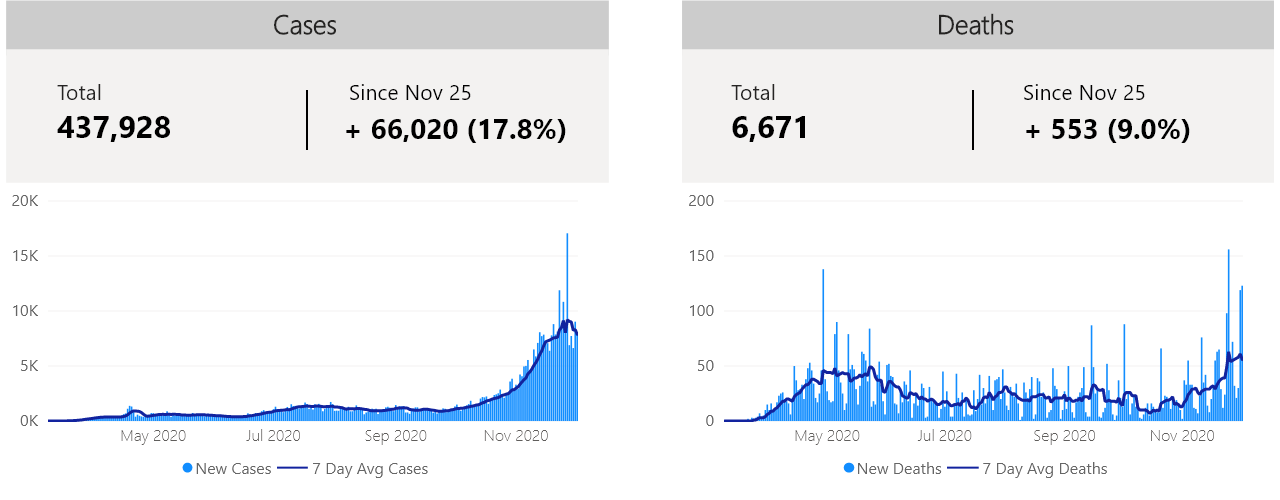 Cases
Total
437,928
Since Nov 25
+ 66,020 (17.8%)
20K
15K
10K
5K
0K
May 2020
Jul 2020
Sep 2020
Nov 2020
New Cases
7 Day Avg Cases
Deaths
Total
6,671
Since Nov 25
+ 553 (9.0%)
200
150
100
50
0
May 2020
Jul 2020
Sep 2020
Nov 2020
New Deaths
7 Day Avg Deaths